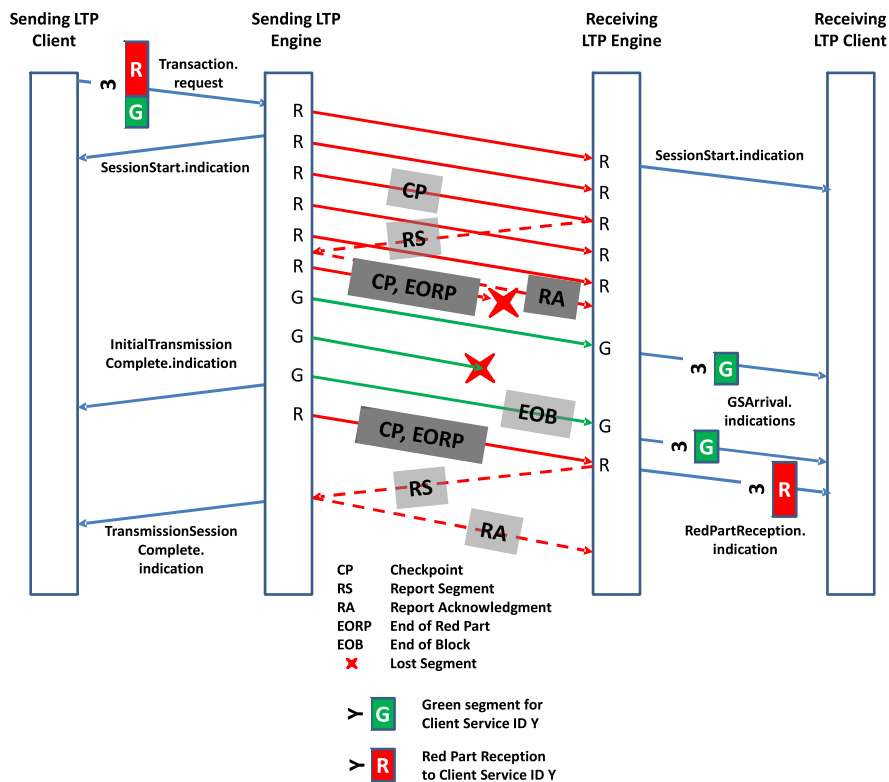 Sending LTP
Client
Sending LTP
Engine
Receiving
LTP Engine
Receiving
LTP Client
3
R
G
Transaction.
request
SessionStart.indication
SessionStart.indication
R
R
R
R
R
R
G
G
G
R
R
R
R
R
R
G
G
R
CP
RS
CP, EORP
RA
InitialTransmission
Complete.indication
3
G
GSArrival.
indications
EOB
CP, EORP
3
G
3
R
RS
RA
TransmissionSession
Complete.
indication
RedPartReception.
indication
CP Checkpoint
RS Report Segment
RA Report Acknowledgment
EORP End of Red Part
EOB End of Block
Lost Segment
Y
G
Green segment for
Client Service ID Y
Y
R
Red Part Reception
to Client Service ID Y